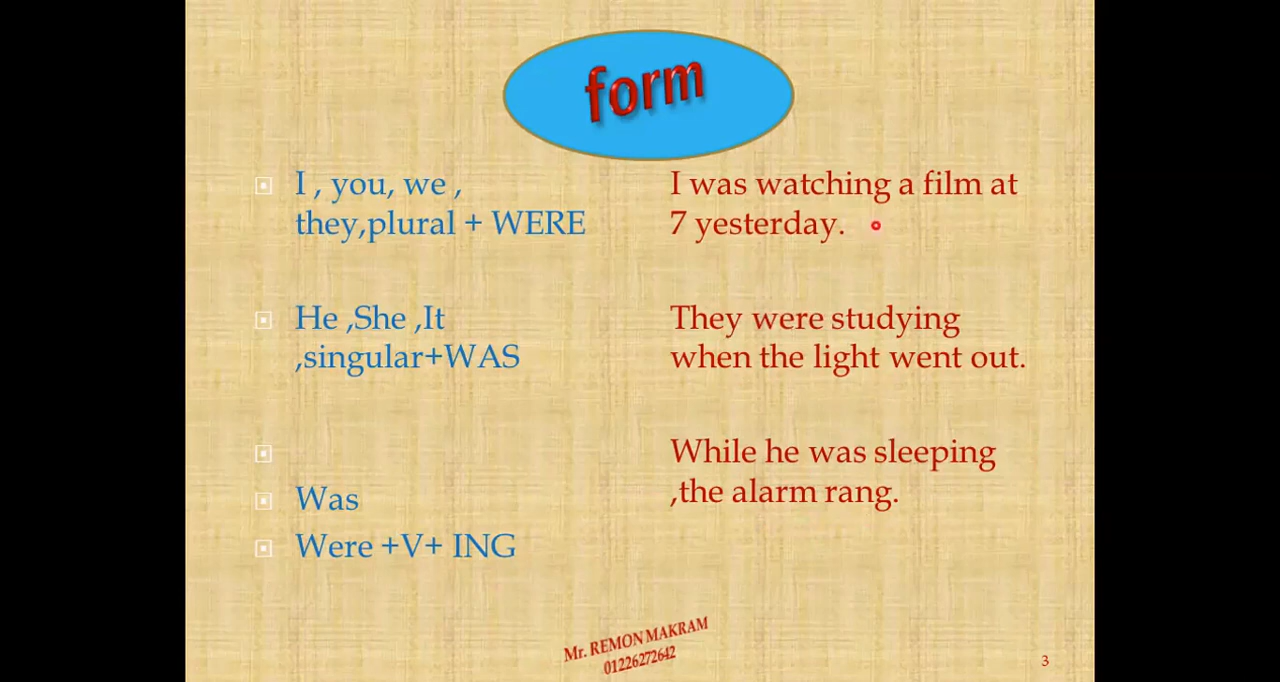 form
I , you, we ,
they,plural + WERE
He ,She ,It
,singular+WAS
Was
Were +V+ ING
I was watching a film at
7 yesterday.
They were studying
when the light went out.
While he was sleeping
,the alarm rang.
Mr. REMON MAKRAM
01226272642
3